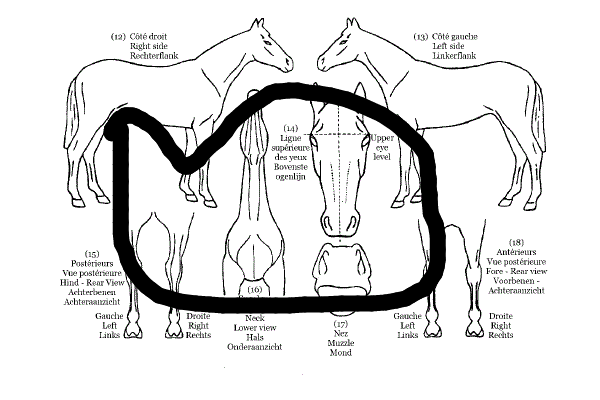 (12) Côté droit
Right side
Rechterflank
(13) Côté gauche
Left side
Linkerflank
(14)
Ligne
supérieure
des yeux
Bovenste
ogenlijn
Upper
eye
level
(15)
Postérieurs
Vue postérieure
Hind - Rear View
Achterbenen
Achteraanzicht
Gauche
Left
Links
Droite
Right
Rechts
(16)
Neck
Lower view
Hals
Onderaanzicht
(17)
Nez
Muzzle
Mond
(18)
Antérieurs
Vue postérieure
Fore - Rear view
Voorbenen -
Achteraanzicht
Gauche
Left
Links
Droite
Right
Rechts